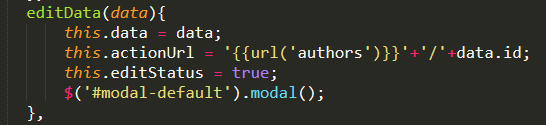 editData(data){
this.data = data;
this.actionUrl = '{{url('authors')}}'+'/'+data.id;
this.editStatus = true;
$('#modal-default').modal();
},